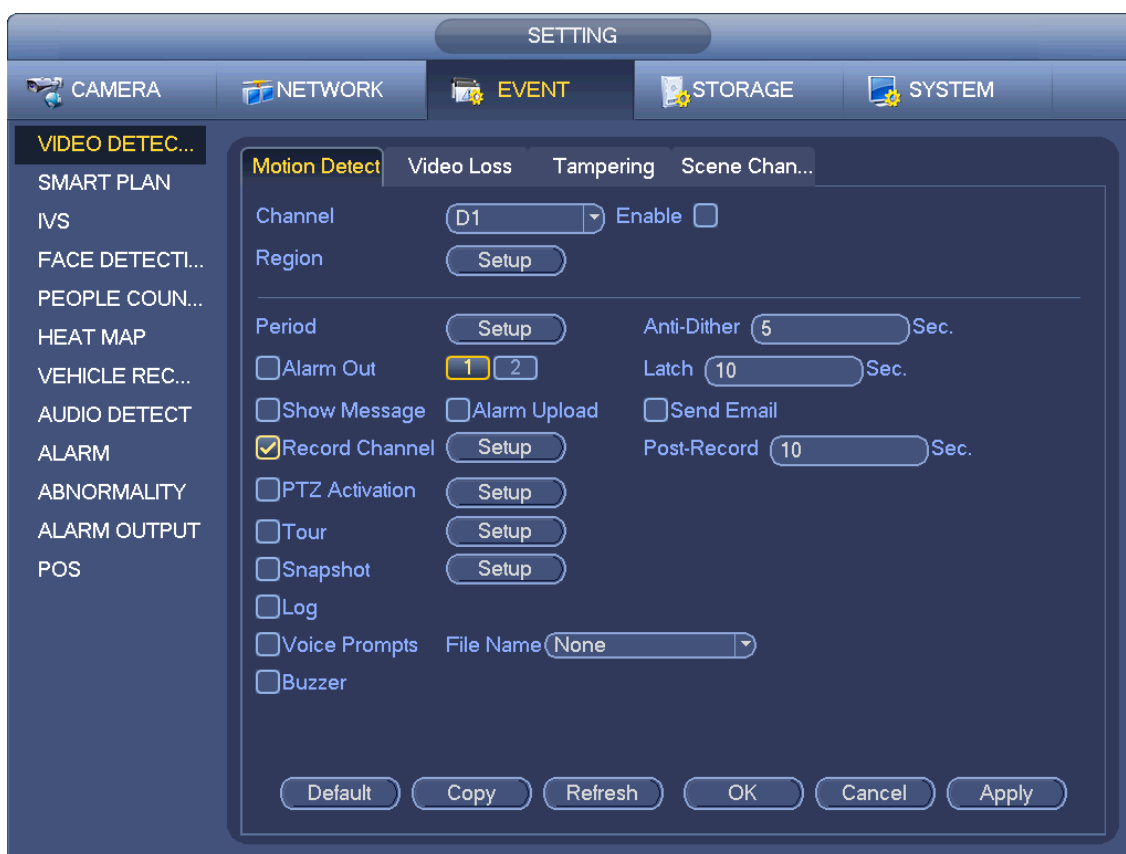 SETTING
CAMERA NETWORK EVENT STORAGE SYSTEM
VIDEO DETEC...
SMART PLAN
IVS
FACE DETECTI...
PEOPLE COUN...
HEAT MAP
VEHICLE REC...
AUDIO DETECT
ALARM
ABNORMALITY
ALARM OUTPUT
POS
Motion Detect Video Loss Tampering Scene Chan...
Channel D1 Enable
Region Setup
Period Setup Anti-Dither 5 Sec.
Alarm Out 1 2 Latch 10 Sec.
Show Message Alarm Upload Send Email
Record Channel Setup Post-Record 10 Sec.
PTZ Activation Setup
Tour Setup
Snapshot Setup
Log
Voice Prompts File Name None
Buzzer
Default Copy Refresh OK Cancel Apply